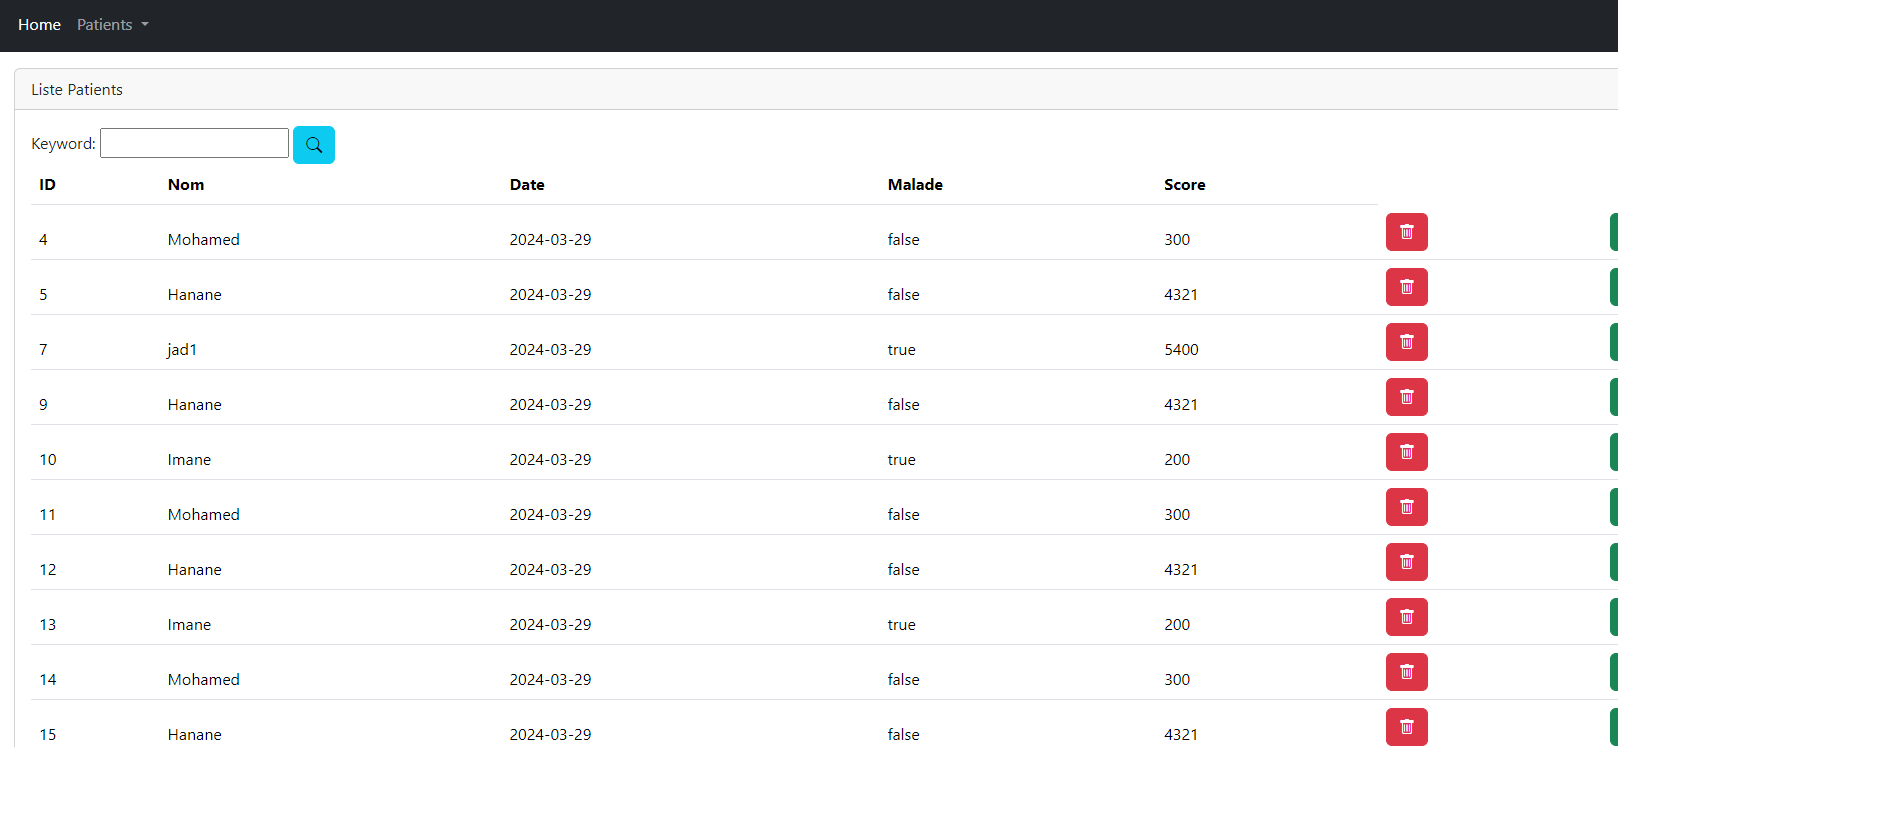 Home Patients
Liste Patients
Keyword:
ID Nom Date Malade Score
4 Mohamed 2024-03-29 false 300
5 Hanane 2024-03-29 false 4321
7 jad1 2024-03-29 true 5400
9 Hanane 2024-03-29 false 4321
10 Imane 2024-03-29 true 200
11 Mohamed 2024-03-29 false 300
12 Hanane 2024-03-29 false 4321
13 Imane 2024-03-29 true 200
14 Mohamed 2024-03-29 false 300
15 Hanane 2024-03-29 false 4321